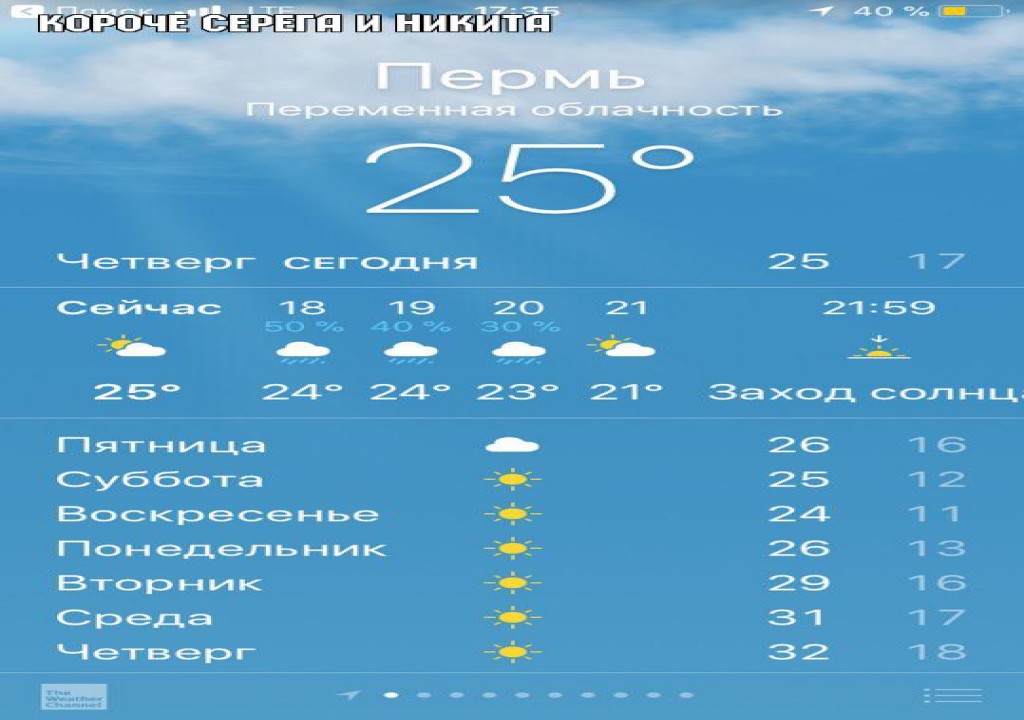 Поиск LTE 17:35 40 %
КОРОЧЕ СЕРЕГА И НИКИТА
Пермь
Переменная облачность
25°
Четверг СЕГОДНЯ 25 17
Сейчас 18 19 20 21 21:59
50 % 40 % 30 %
25° 24° 24° 23° 21° Заход солнца
Пятница 26 16
Суббота 25 12
Воскресенье 24 11
Понедельник 26 13
Вторник 29 16
Среда 31 17
Четверг 32 18
The
Weather
Channel